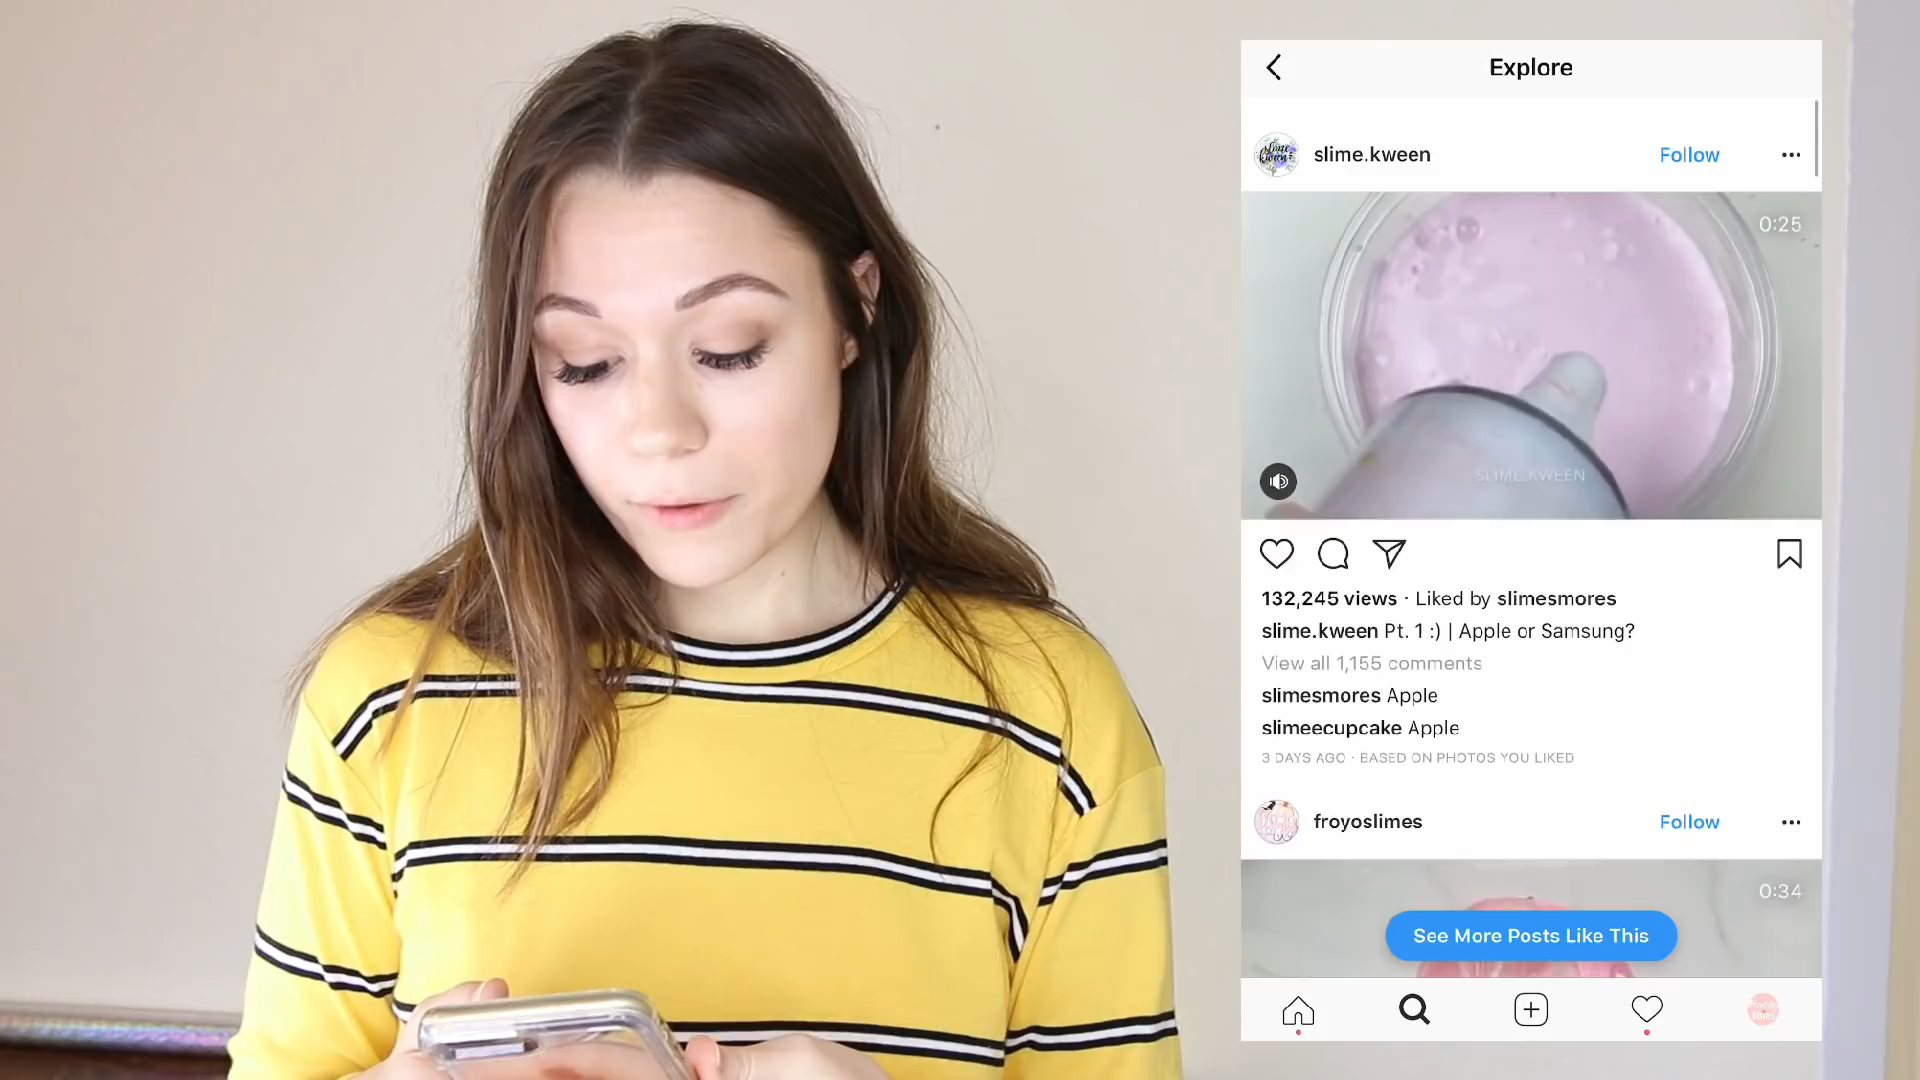 Explore
slime.kween Follow
0:25
SLIME.KWEEN
132,245 views · Liked by slimesmores
slime.kween Pt. 1 :) | Apple or Samsung?
View all 1,155 comments
slimesmores Apple
slimeecupcake Apple
3 DAYS AGO · BASED ON PHOTOS YOU LIKED
froyoslimes Follow
0:34
See More Posts Like This